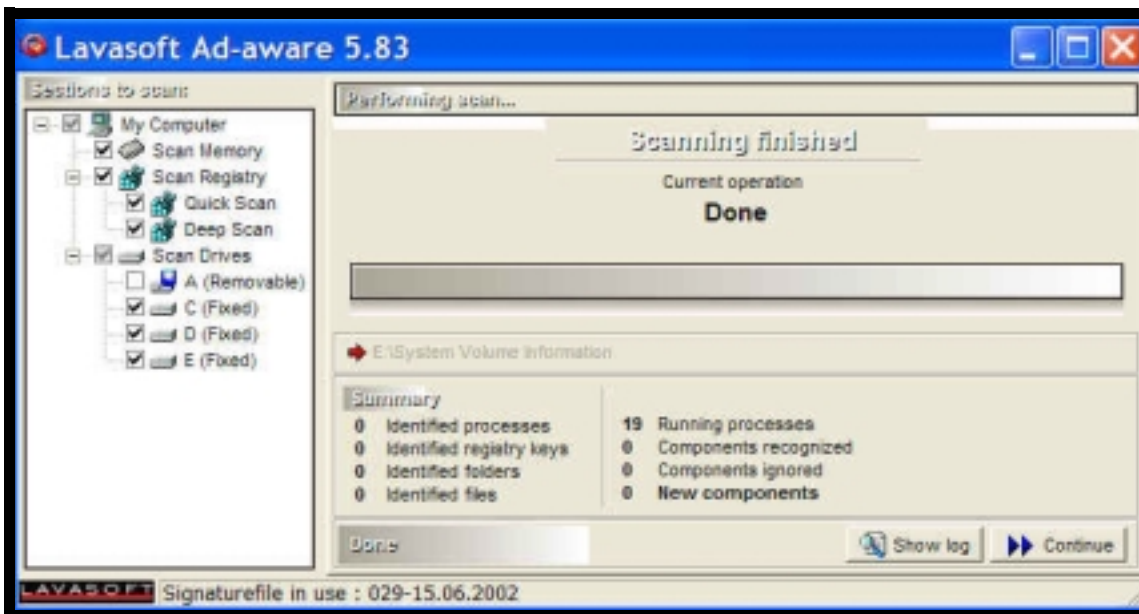 Lavasoft Ad-aware 5.83
Sections to scan:
My Computer
Scan Memory
Scan Registry
Quick Scan
Deep Scan
Scan Drives
A (Removable)
C (Fixed)
D (Fixed)
E (Fixed)
Performing scan...
Scanning finished
Current operation
Done
E:\System Volume Information
Summary
0 Identified processes
0 Identified registry keys
0 Identified folders
0 Identified files
19 Running processes
0 Components recognized
0 Components ignored
0 New components
Done
Show log
Continue
LAVASOFT Signaturefile in use : 029-15.06.2002